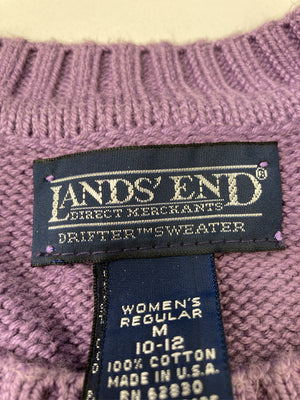 LANDS' END®
DIRECT MERCHANTS
DRIFTER™ SWEATER
WOMEN'S
REGULAR
M
10-12
100% COTTON
MADE IN U.S.A.
RN 62830